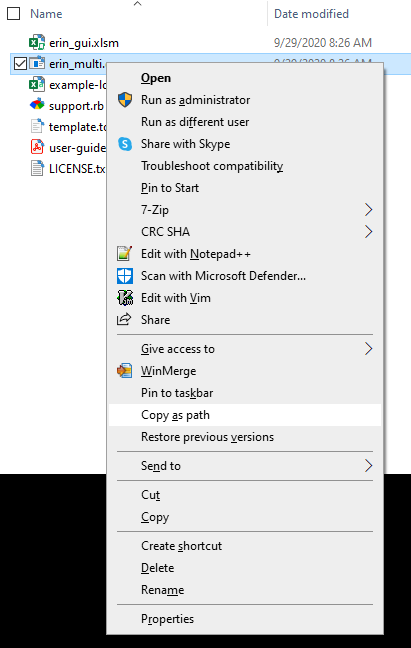 Name Date modified
erin_gui.xlsm 9/29/2020 8:26 AM
erin_multi.
example-lo
support.rb
template.to
user-guide
LICENSE.tx
Open
Run as administrator
Run as different user
Share with Skype
Troubleshoot compatibility
Pin to Start
7-Zip
CRC SHA
Edit with Notepad++
Scan with Microsoft Defender...
Edit with Vim
Share
Give access to
WinMerge
Pin to taskbar
Copy as path
Restore previous versions
Send to
Cut
Copy
Create shortcut
Delete
Rename
Properties